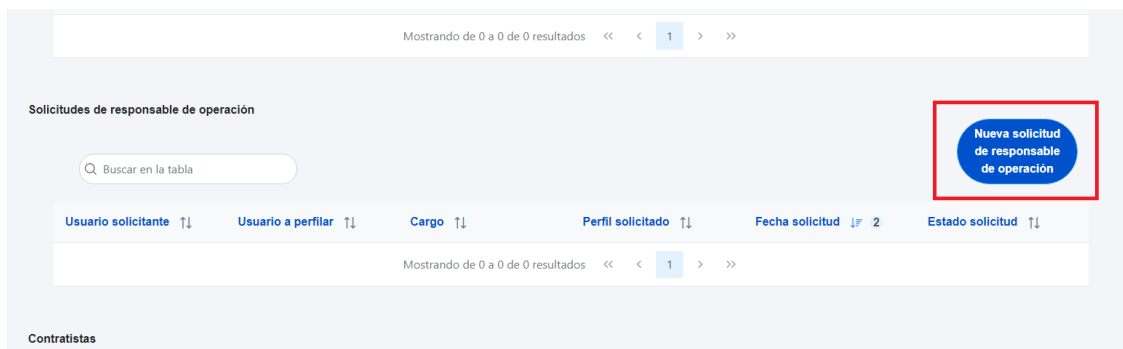 Mostrando de 0 a 0 de 0 resultados << < 1 > >>
Solicitudes de responsable de operación
Nueva solicitud
de responsable
de operación
Buscar en la tabla
Usuario solicitante Usuario a perfilar Cargo Perfil solicitado Fecha solicitud 2 Estado solicitud
Mostrando de 0 a 0 de 0 resultados << < 1 > >>
Contratistas